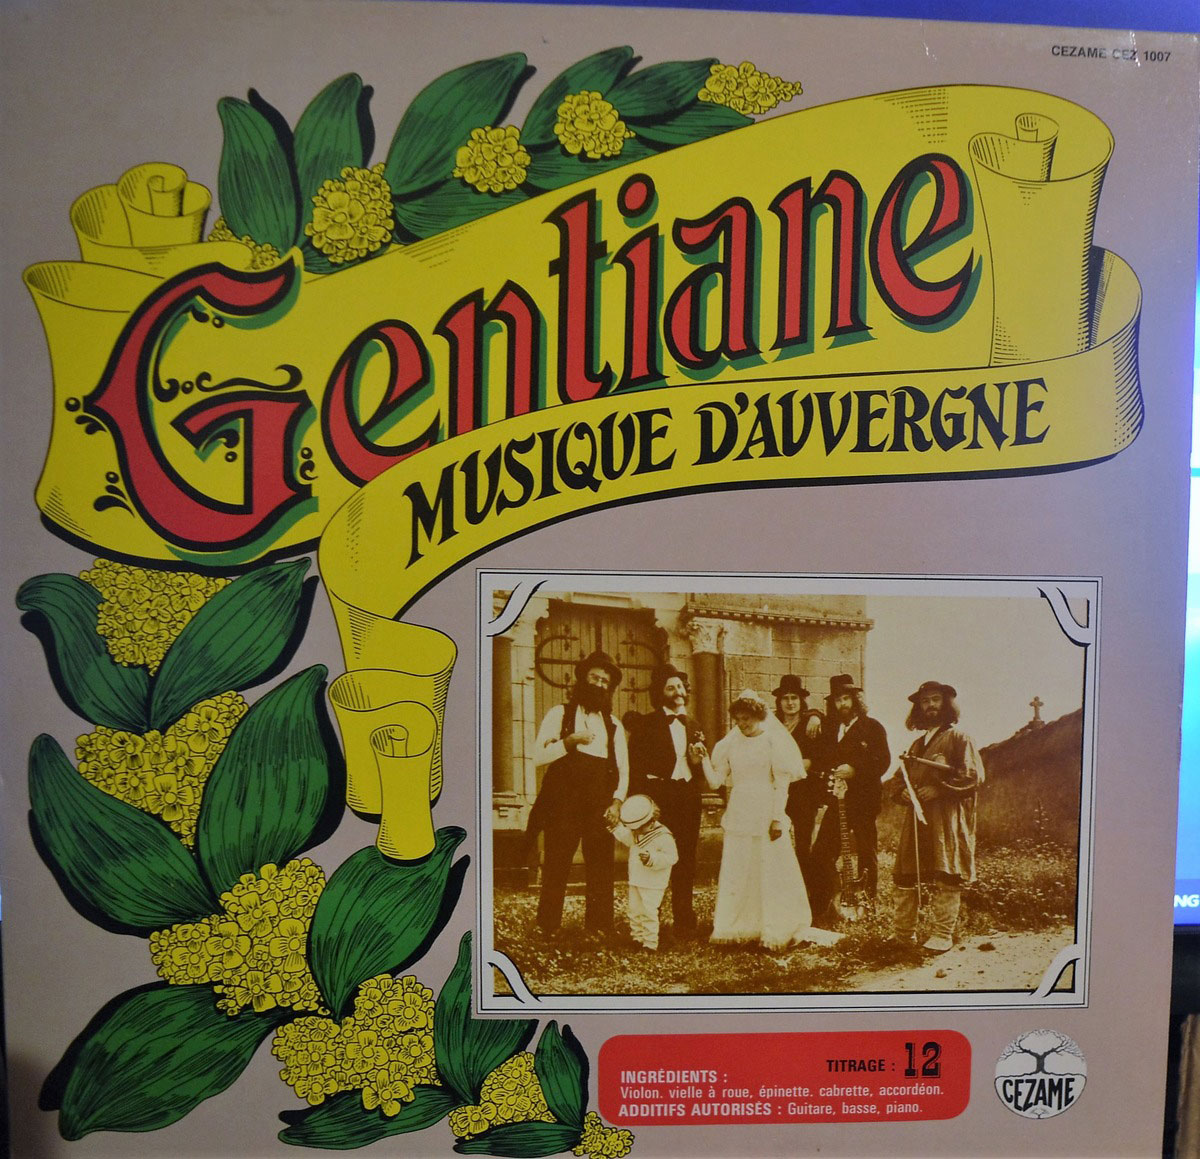 CEZAME CEZ 1007
Gentiane
MUSIQUE D'AUVERGNE
TITRAGE : 12
INGRÉDIENTS :
Violon. vielle à roue, épinette. cabrette, accordéon.
ADDITIFS AUTORISÉS : Guitare, basse, piano.
CEZAME
NG